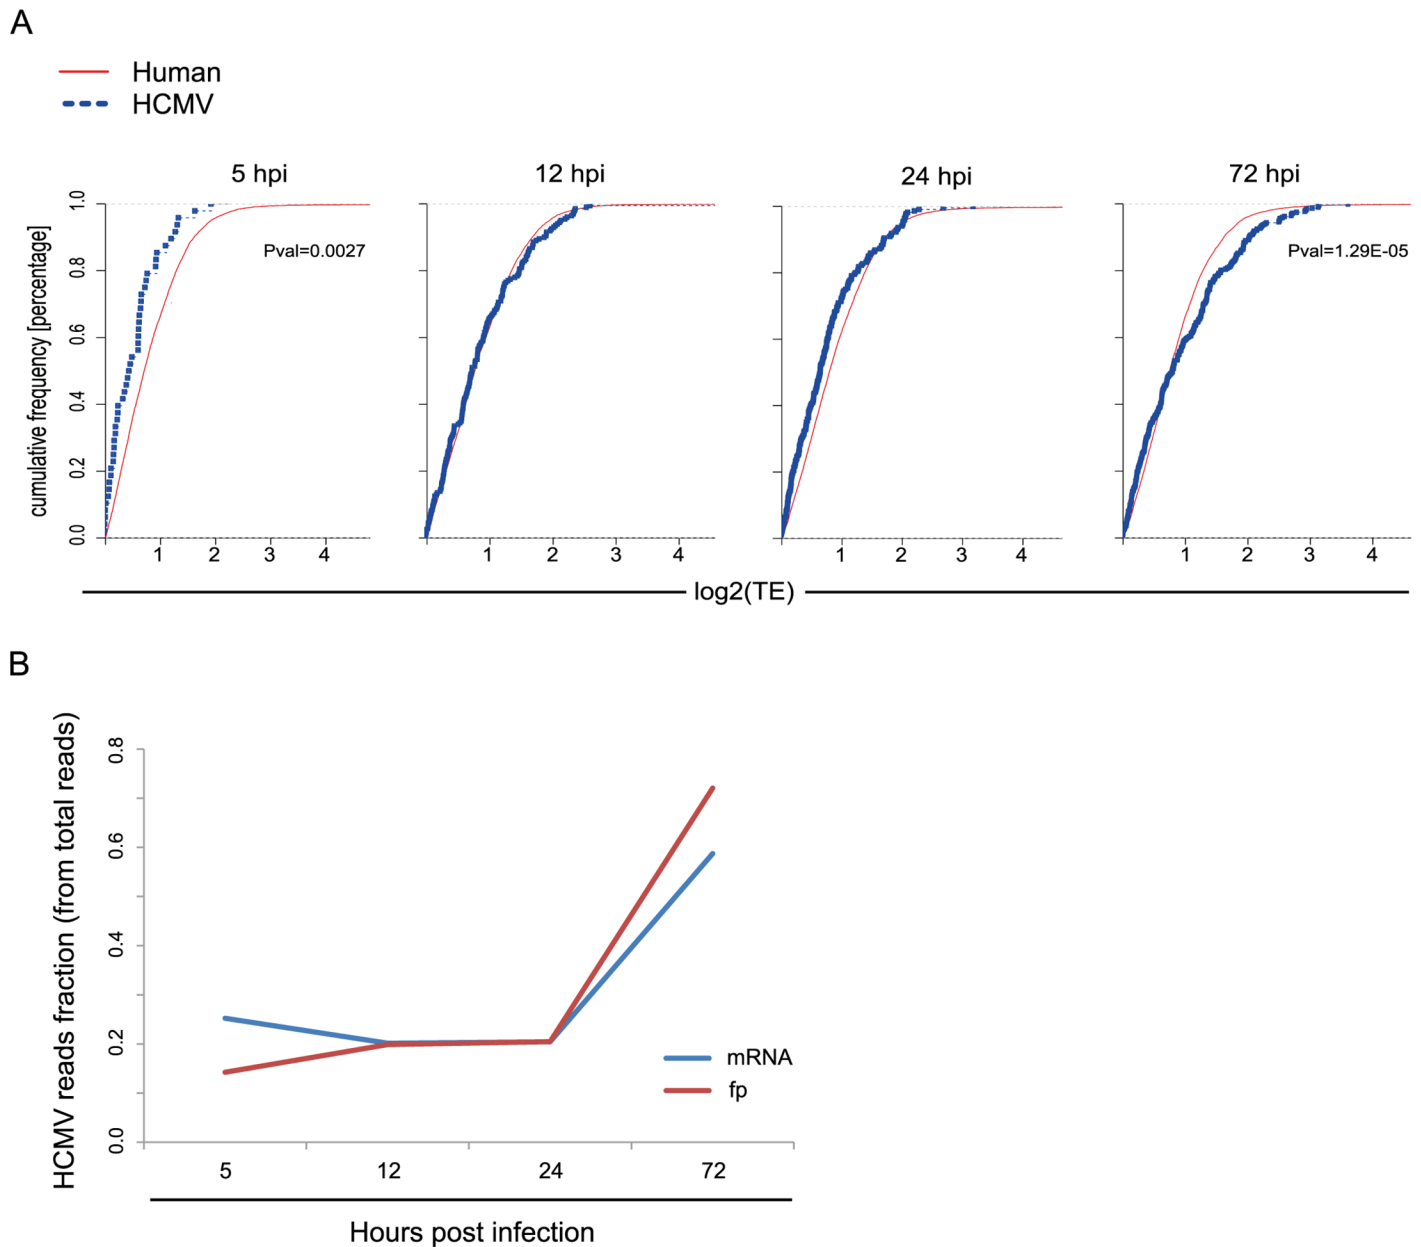 A
Human
HCMV
5 hpi
12 hpi
24 hpi
72 hpi
cumulative frequency [percentage]
1.0
0.8
0.6
0.4
0.2
0.0
Pval=0.0027
Pval=1.29E-05
1 2 3 4
1 2 3 4
1 2 3 4
1 2 3 4
log2(TE)
B
HCMV reads fraction (from total reads)
0.8
0.6
0.4
0.2
0.0
mRNA
fp
5 12 24 72
Hours post infection